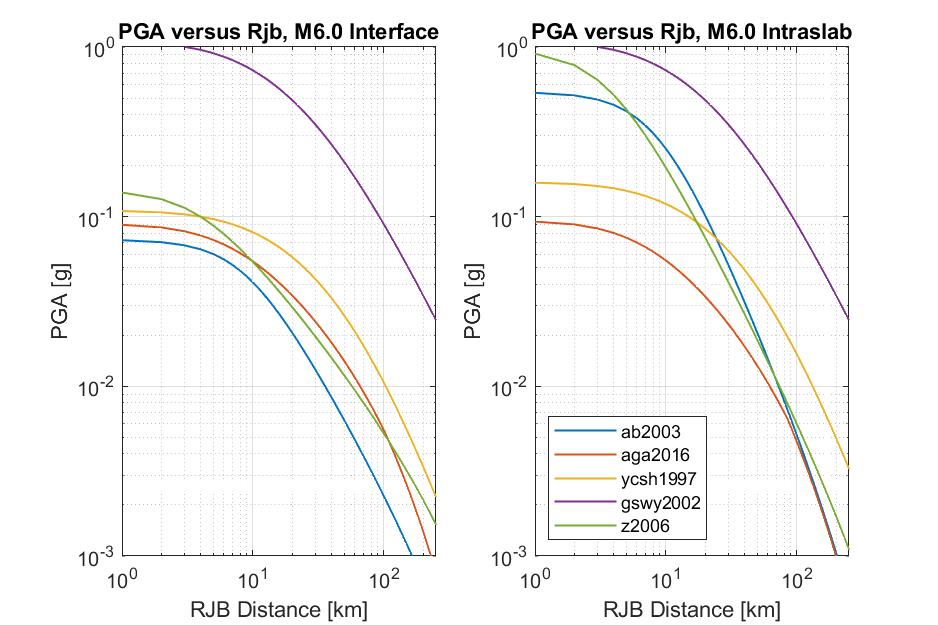 PGA versus Rjb, M6.0 Interface
PGA versus Rjb, M6.0 Intraslab
PGA [g]
10^0
10^-1
10^-2
10^-3
10^0
10^1
10^2
RJB Distance [km]
PGA [g]
10^0
10^-1
10^-2
10^-3
10^0
10^1
10^2
RJB Distance [km]
ab2003
aga2016
ycsh1997
gswy2002
z2006